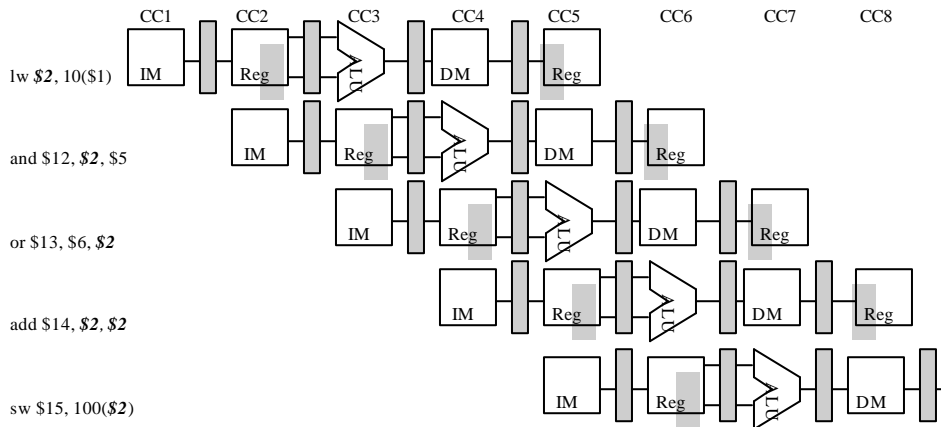 CC1 CC2 CC3 CC4 CC5 CC6 CC7 CC8
lw $2, 10($1) IM Reg ALU DM Reg
and $12, $2, $5 IM Reg ALU DM Reg
or $13, $6, $2 IM Reg ALU DM Reg
add $14, $2, $2 IM Reg ALU DM Reg
sw $15, 100($2) IM Reg ALU DM